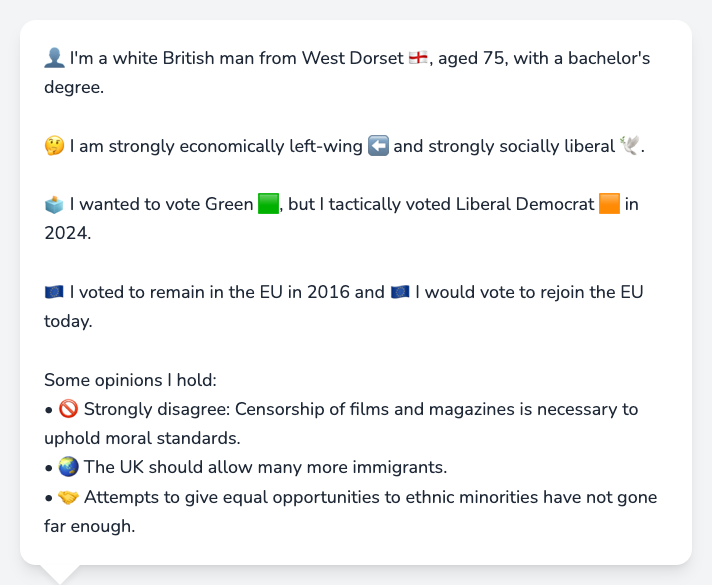 👤 I'm a white British man from West Dorset 🏴󠁧󠁢󠁥󠁮󠁧󠁿, aged 75, with a bachelor's
degree.
🤔 I am strongly economically left-wing ⬅️ and strongly socially liberal 🕊️.
🗳️ I wanted to vote Green 🟩, but I tactically voted Liberal Democrat 🟧 in
2024.
🇪🇺 I voted to remain in the EU in 2016 and 🇪🇺 I would vote to rejoin the EU
today.
Some opinions I hold:
• 🚫 Strongly disagree: Censorship of films and magazines is necessary to
uphold moral standards.
• 🌏 The UK should allow many more immigrants.
• 🤝 Attempts to give equal opportunities to ethnic minorities have not gone
far enough.